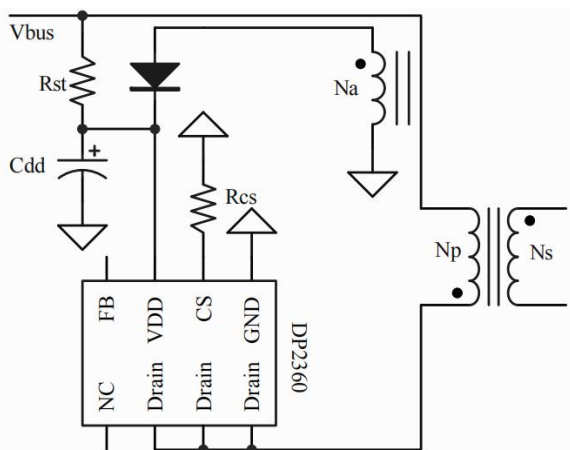 Vbus
Rst
Na
Cdd
+
Rcs
Np
Ns
FB
VDD
CS
GND
DP2360
NC
Drain
Drain
Drain